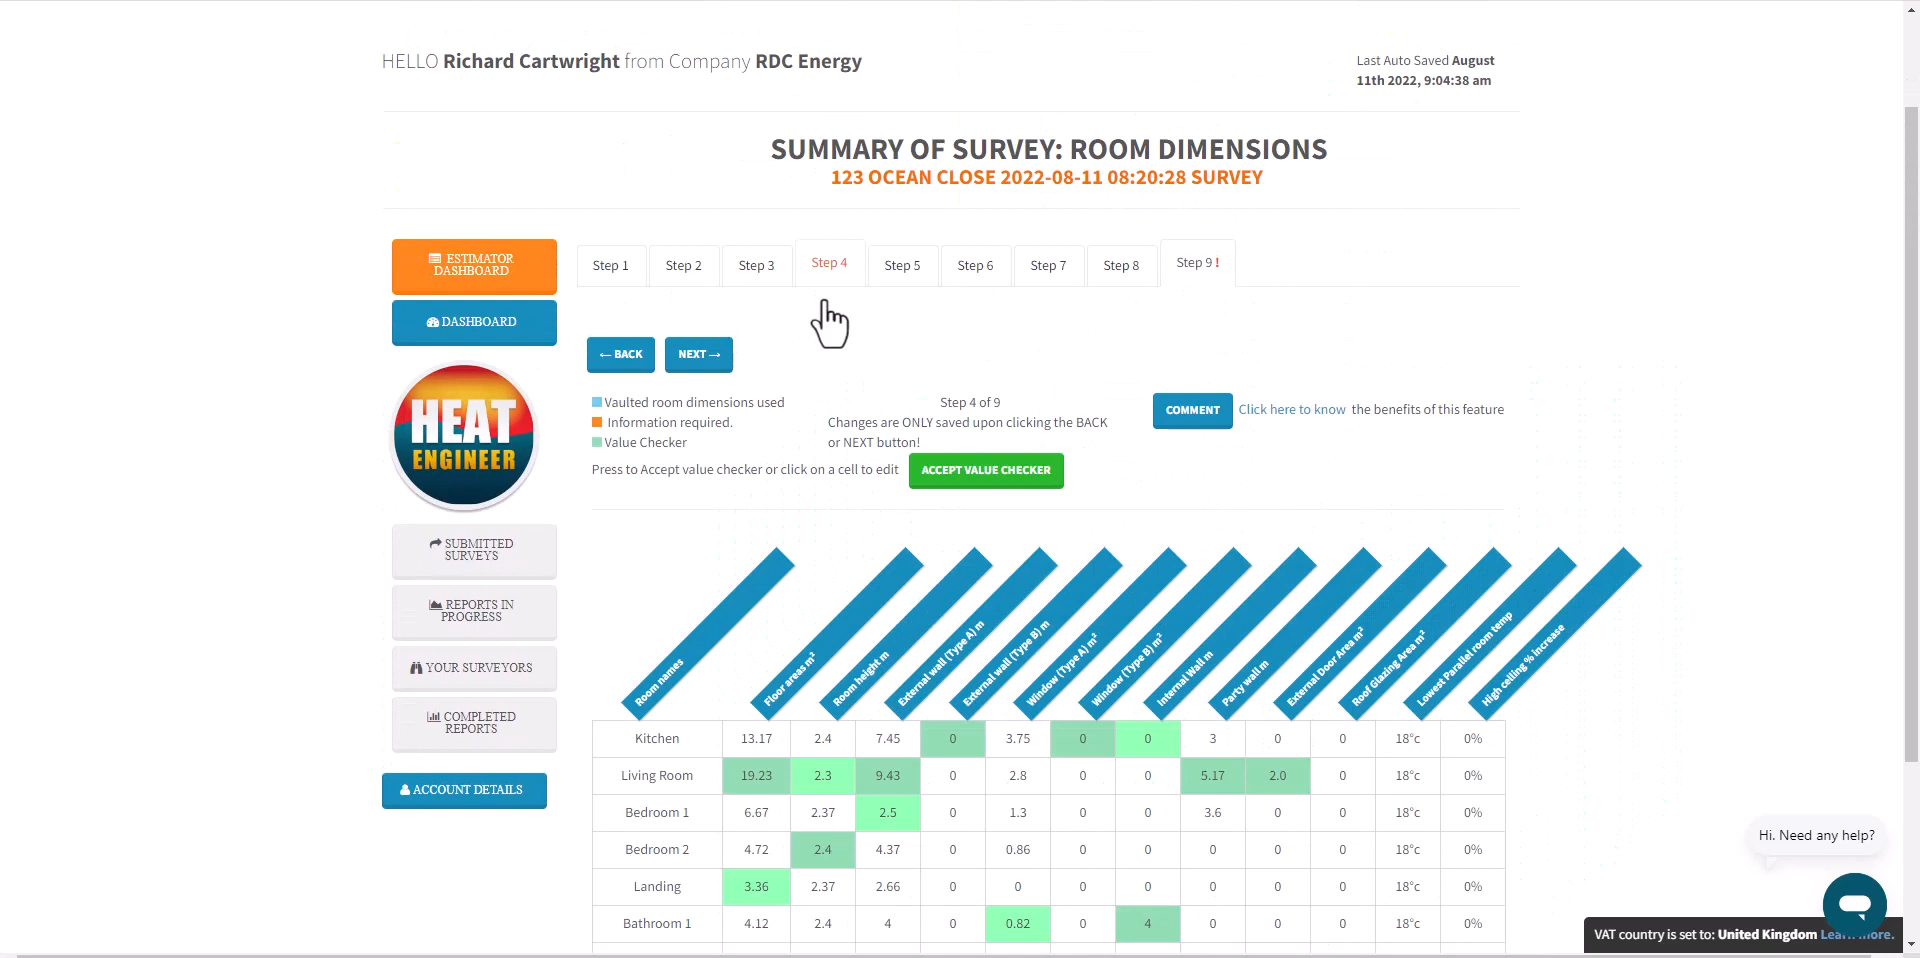 HELLO Richard Cartwright from Company RDC Energy
Last Auto Saved August
11th 2022, 9:04:38 am
SUMMARY OF SURVEY: ROOM DIMENSIONS
123 OCEAN CLOSE 2022-08-11 08:20:28 SURVEY
ESTIMATOR
DASHBOARD
DASHBOARD
HEAT
ENGINEER
SUBMITTED
SURVEYS
REPORTS IN
PROGRESS
YOUR SURVEYORS
COMPLETED
REPORTS
ACCOUNT DETAILS
Step 1 Step 2 Step 3 Step 4 Step 5 Step 6 Step 7 Step 8 Step 9 !
← BACK NEXT →
Vaulted room dimensions used
Information required.
Value Checker
Step 4 of 9
Changes are ONLY saved upon clicking the BACK
or NEXT button!
COMMENT Click here to know the benefits of this feature
Press to Accept value checker or click on a cell to edit ACCEPT VALUE CHECKER
Room names
Floor areas m²
Room height m
External wall (Type A) m
External wall (Type B) m
Window (Type A) m²
Window (Type B) m²
Internal Wall m
Party wall m
External Door Area m²
Roof Glazing Area m²
Lowest Parallel room temp
High ceiling % increase
Kitchen 13.17 2.4 7.45 0 3.75 0 0 3 0 0 18°c 0%
Living Room 19.23 2.3 9.43 0 2.8 0 0 5.17 2.0 0 18°c 0%
Bedroom 1 6.67 2.37 2.5 0 1.3 0 0 3.6 0 0 18°c 0%
Bedroom 2 4.72 2.4 4.37 0 0.86 0 0 0 0 0 18°c 0%
Landing 3.36 2.37 2.66 0 0 0 0 0 0 0 18°c 0%
Bathroom 1 4.12 2.4 4 0 0.82 0 4 0 0 0 18°c 0%
Hi. Need any help?
VAT country is set to: United Kingdom Learn more.